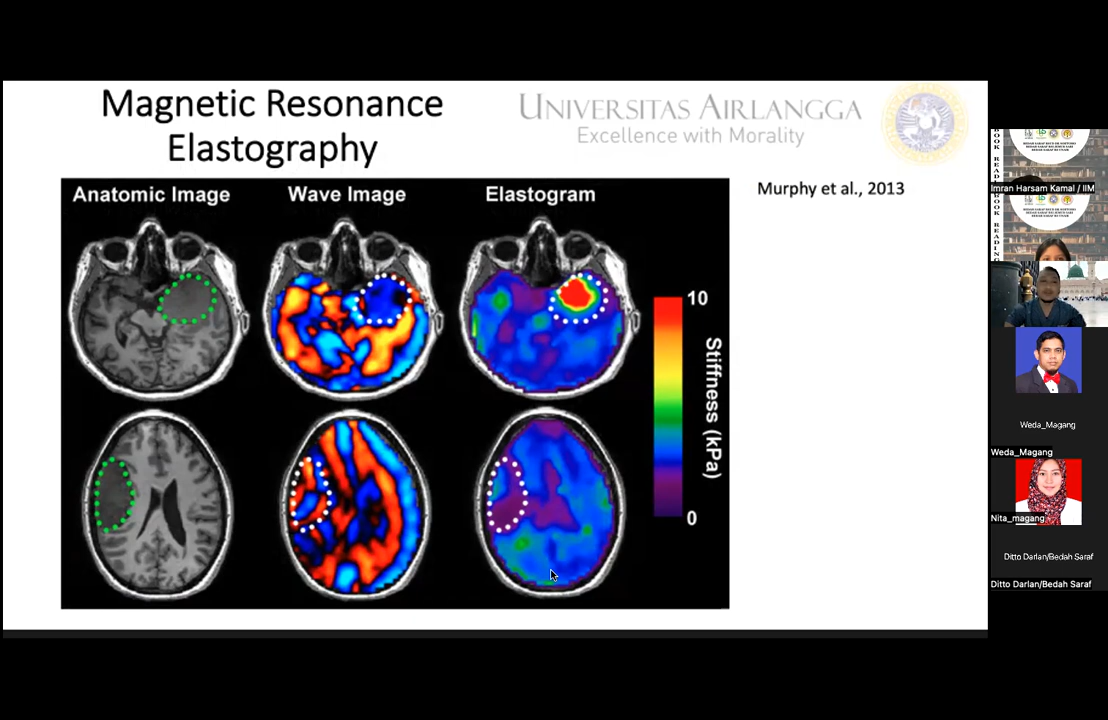 Magnetic Resonance
Elastography
UNIVERSITAS AIRLANGGA
Excellence with Morality
Murphy et al., 2013
Anatomic Image
Wave Image
Elastogram
10
Stiffness (kPa)
0
Imran Harsam Kamal / IIM
Weda_Magang
Weda_Magang
Nita_magang
Ditto Darlan/Bedah Saraf
Ditto Darlan/Bedah Saraf